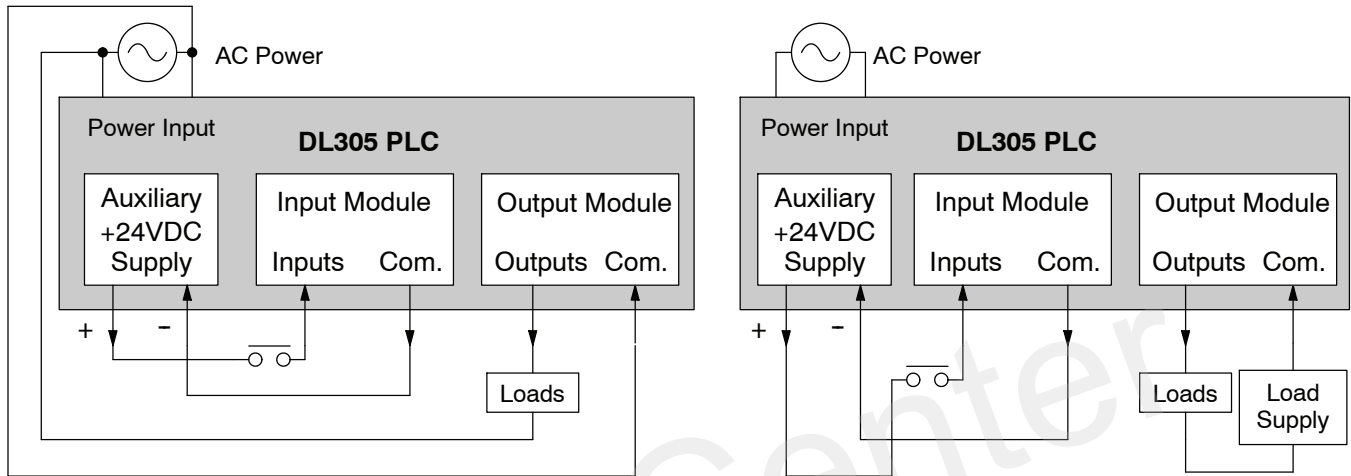 AC Power
Power Input
DL305 PLC
Auxiliary
+24VDC
Supply
Input Module
Inputs Com.
Output Module
Outputs Com.
+ -
Loads
AC Power
Power Input
DL305 PLC
Auxiliary
+24VDC
Supply
Input Module
Inputs Com.
Output Module
Outputs Com.
+ -
Loads
Load
Supply
Center